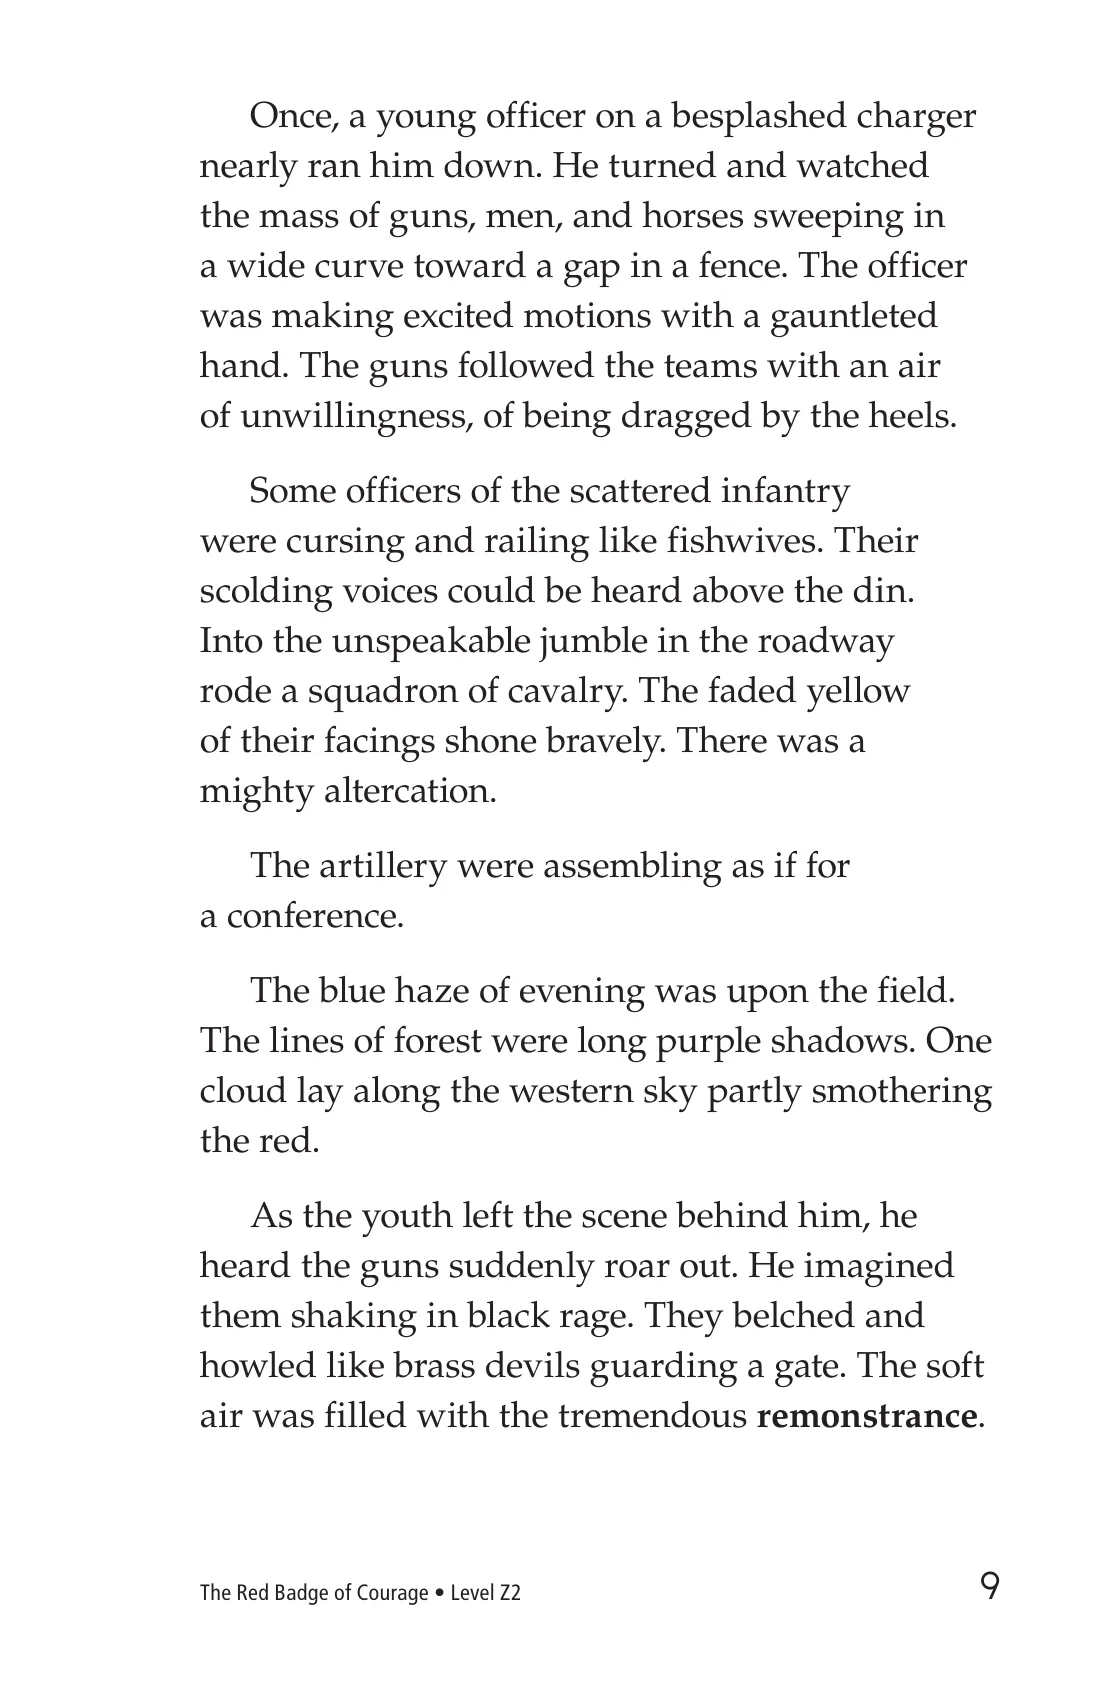 Once, a young officer on a besplashed charger
nearly ran him down. He turned and watched
the mass of guns, men, and horses sweeping in
a wide curve toward a gap in a fence. The officer
was making excited motions with a gauntleted
hand. The guns followed the teams with an air
of unwillingness, of being dragged by the heels.
Some officers of the scattered infantry
were cursing and railing like fishwives. Their
scolding voices could be heard above the din.
Into the unspeakable jumble in the roadway
rode a squadron of cavalry. The faded yellow
of their facings shone bravely. There was a
mighty altercation.
The artillery were assembling as if for
a conference.
The blue haze of evening was upon the field.
The lines of forest were long purple shadows. One
cloud lay along the western sky partly smothering
the red.
As the youth left the scene behind him, he
heard the guns suddenly roar out. He imagined
them shaking in black rage. They belched and
howled like brass devils guarding a gate. The soft
air was filled with the tremendous remonstrance.
The Red Badge of Courage • Level Z2 9